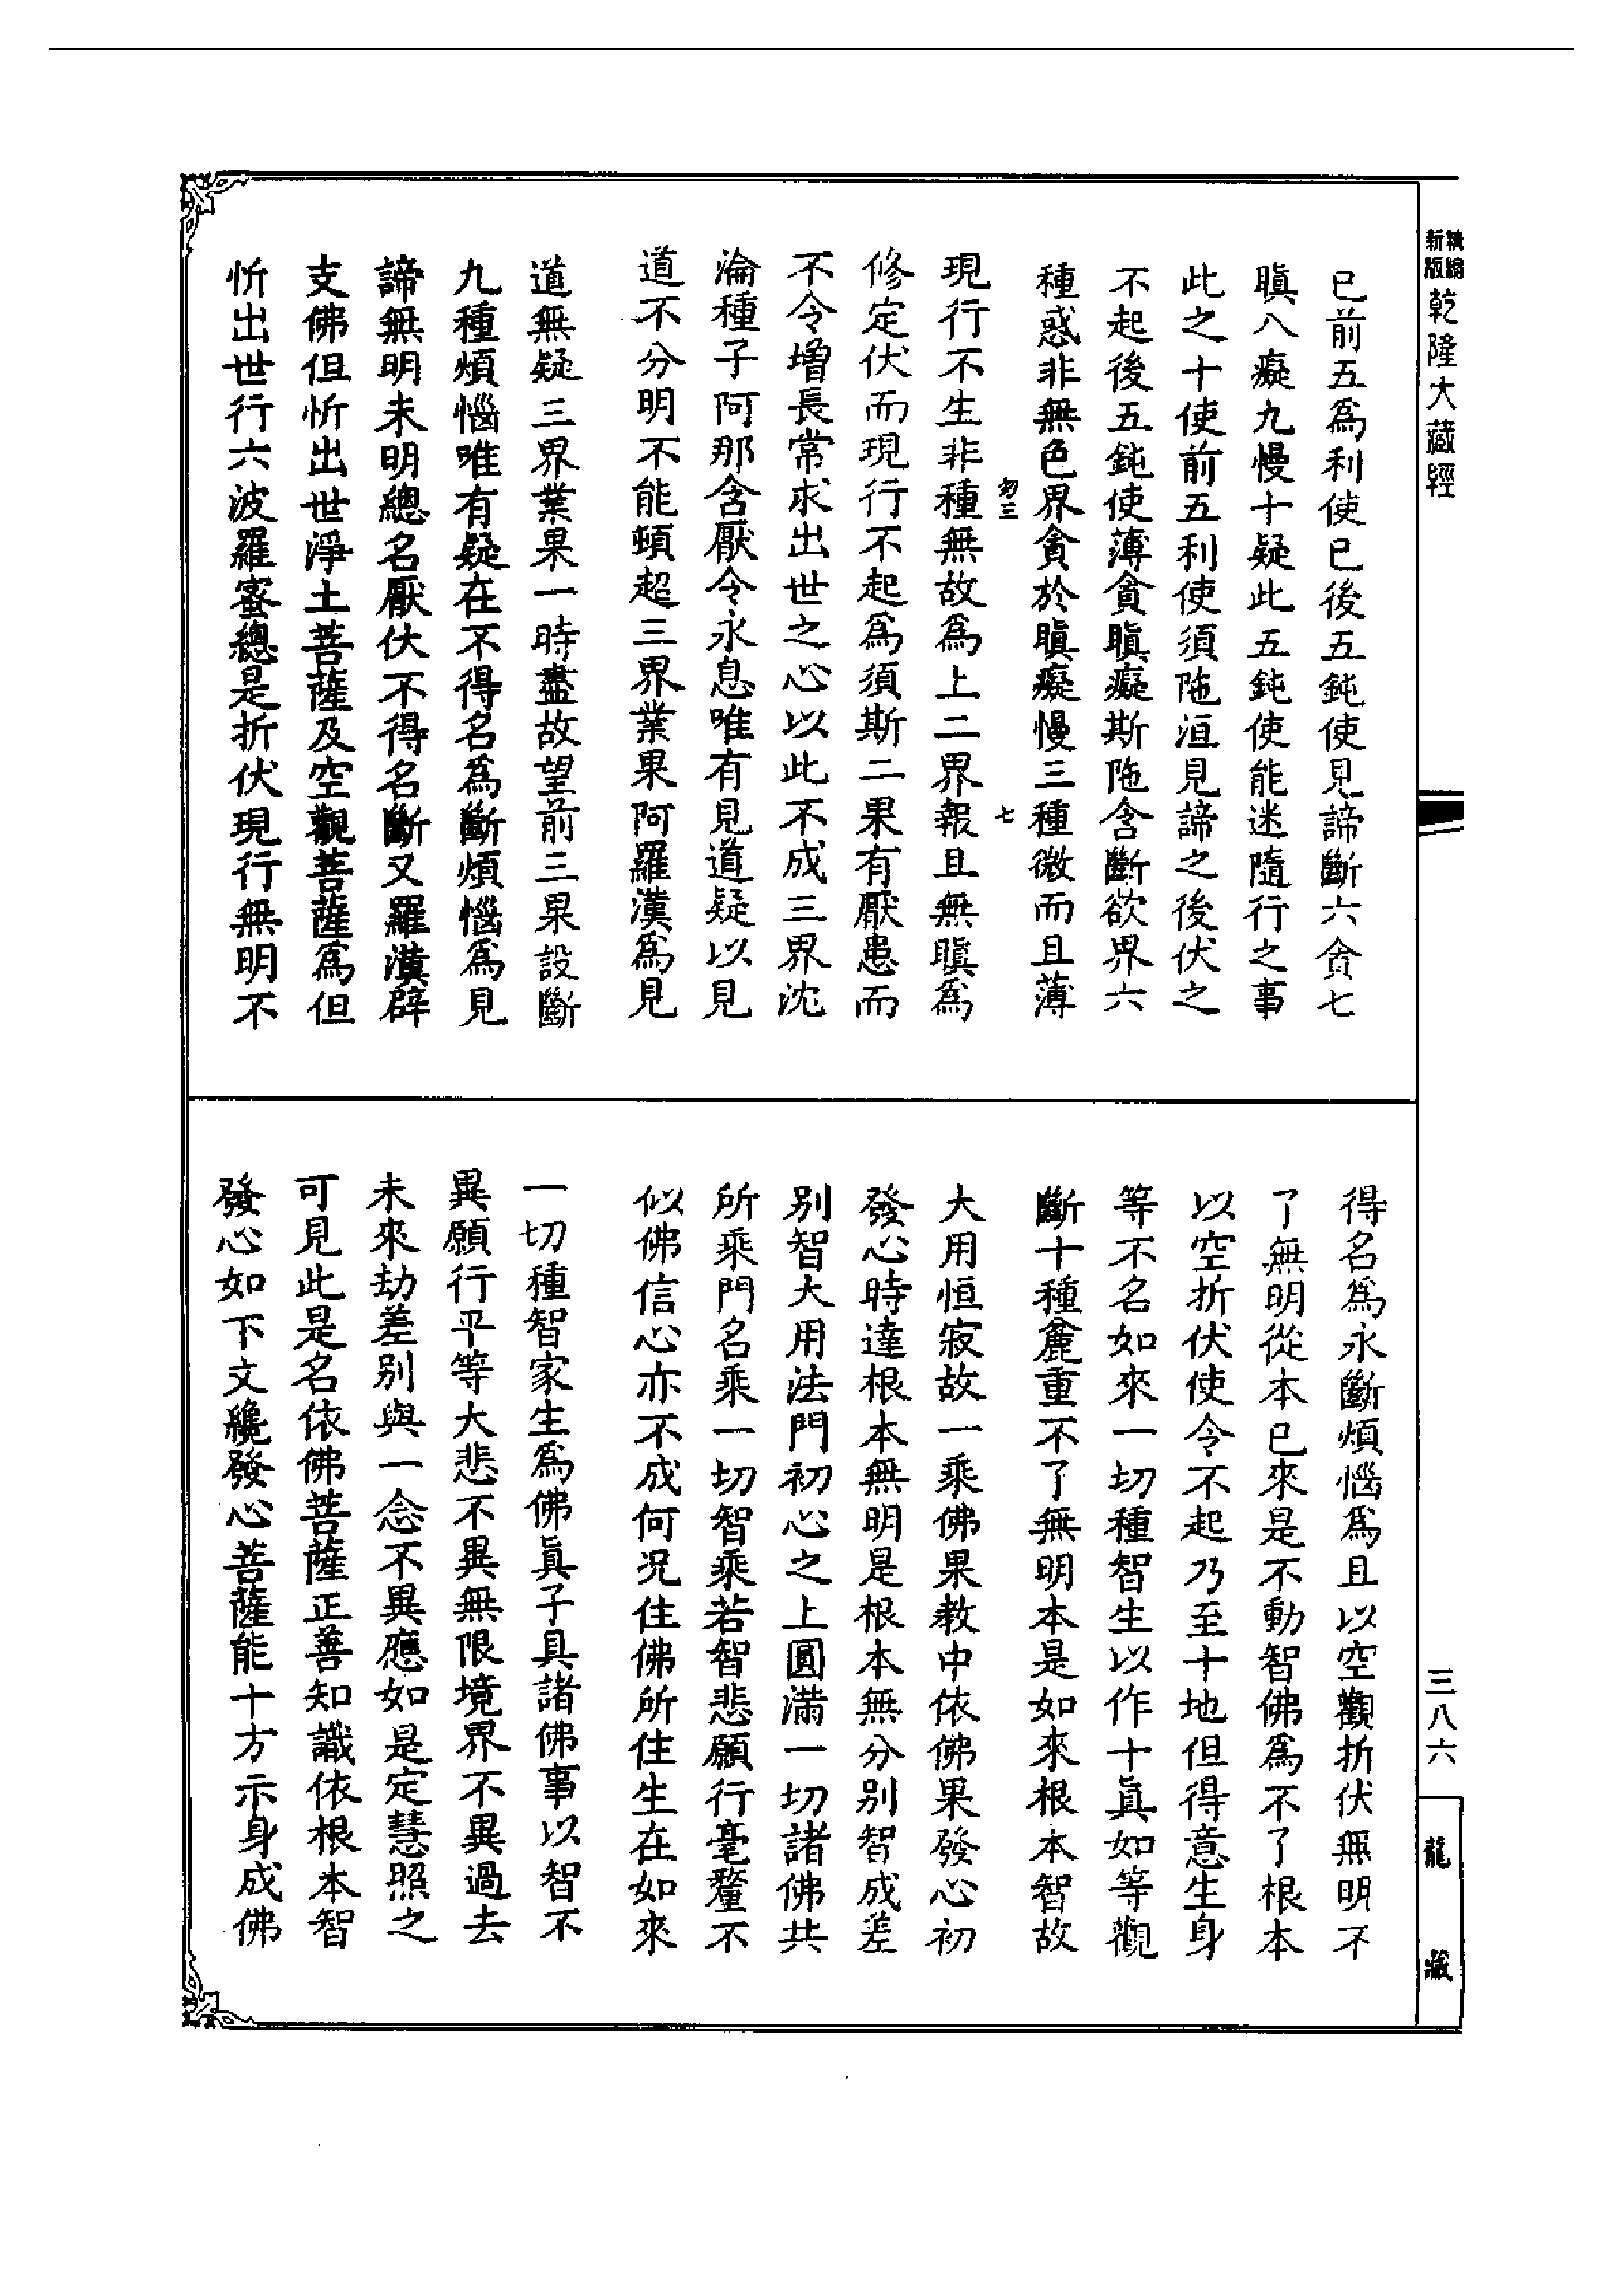 新精
版縮
乾隆大藏經
三八六
龍藏
已前五爲利使已後五鈍使見諦斷六貪七
瞋八癡九慢十疑此五鈍使能迷隨行之事
此之十使前五利使須陁洹見諦之後伏之
不起後五鈍使薄貪瞋癡斯陁含斷欲界六
種惑非無色界貪於瞋癡慢三種微而且薄
勿三
七
現行不生非種無故爲上二界報且無瞋爲
修定伏而現行不起爲須斯二果有厭患而
不令增長常求出世之心以此不成三界沈
淪種子阿那含厭令永息唯有見道疑以見
道不分明不能頓超三界業果阿羅漢爲見
道無疑三界業果一時盡故望前三果設斷
九種煩惱唯有疑在不得名爲斷煩惱爲見
諦無明未明總名厭伏不得名斷又羅漢辟
支佛但忻出世淨土菩薩及空觀菩薩爲但
忻出世行六波羅蜜總是折伏現行無明不
得名爲永斷煩惱爲且以空觀折伏無明不
了無明從本已來是不動智佛爲不了根本
以空折伏使令不起乃至十地但得意生身
等不名如來一切種智生以作十眞如等觀
斷十種麁重不了無明本是如來根本智故
大用恒寂故一乘佛果教中依佛果發心初
發心時達根本無明是根本無分別智成差
別智大用法門初心之上圓滿一切諸佛共
所乘門名乘一切智乘若智悲願行毫釐不
似佛信心亦不成何況住佛所住生在如來
一切種智家生爲佛眞子具諸佛事以智不
異願行平等大悲不異無限境界不異過去
未來劫差別與一念不異應如是定慧照之
可見此是名依佛菩薩正善知識依根本智
發心如下文纔發心菩薩能十方示身成佛